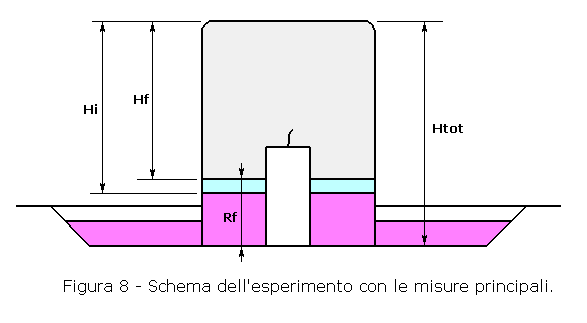 Hf
Hi
Htot
Rf
Figura 8 - Schema dell'esperimento con le misure principali.